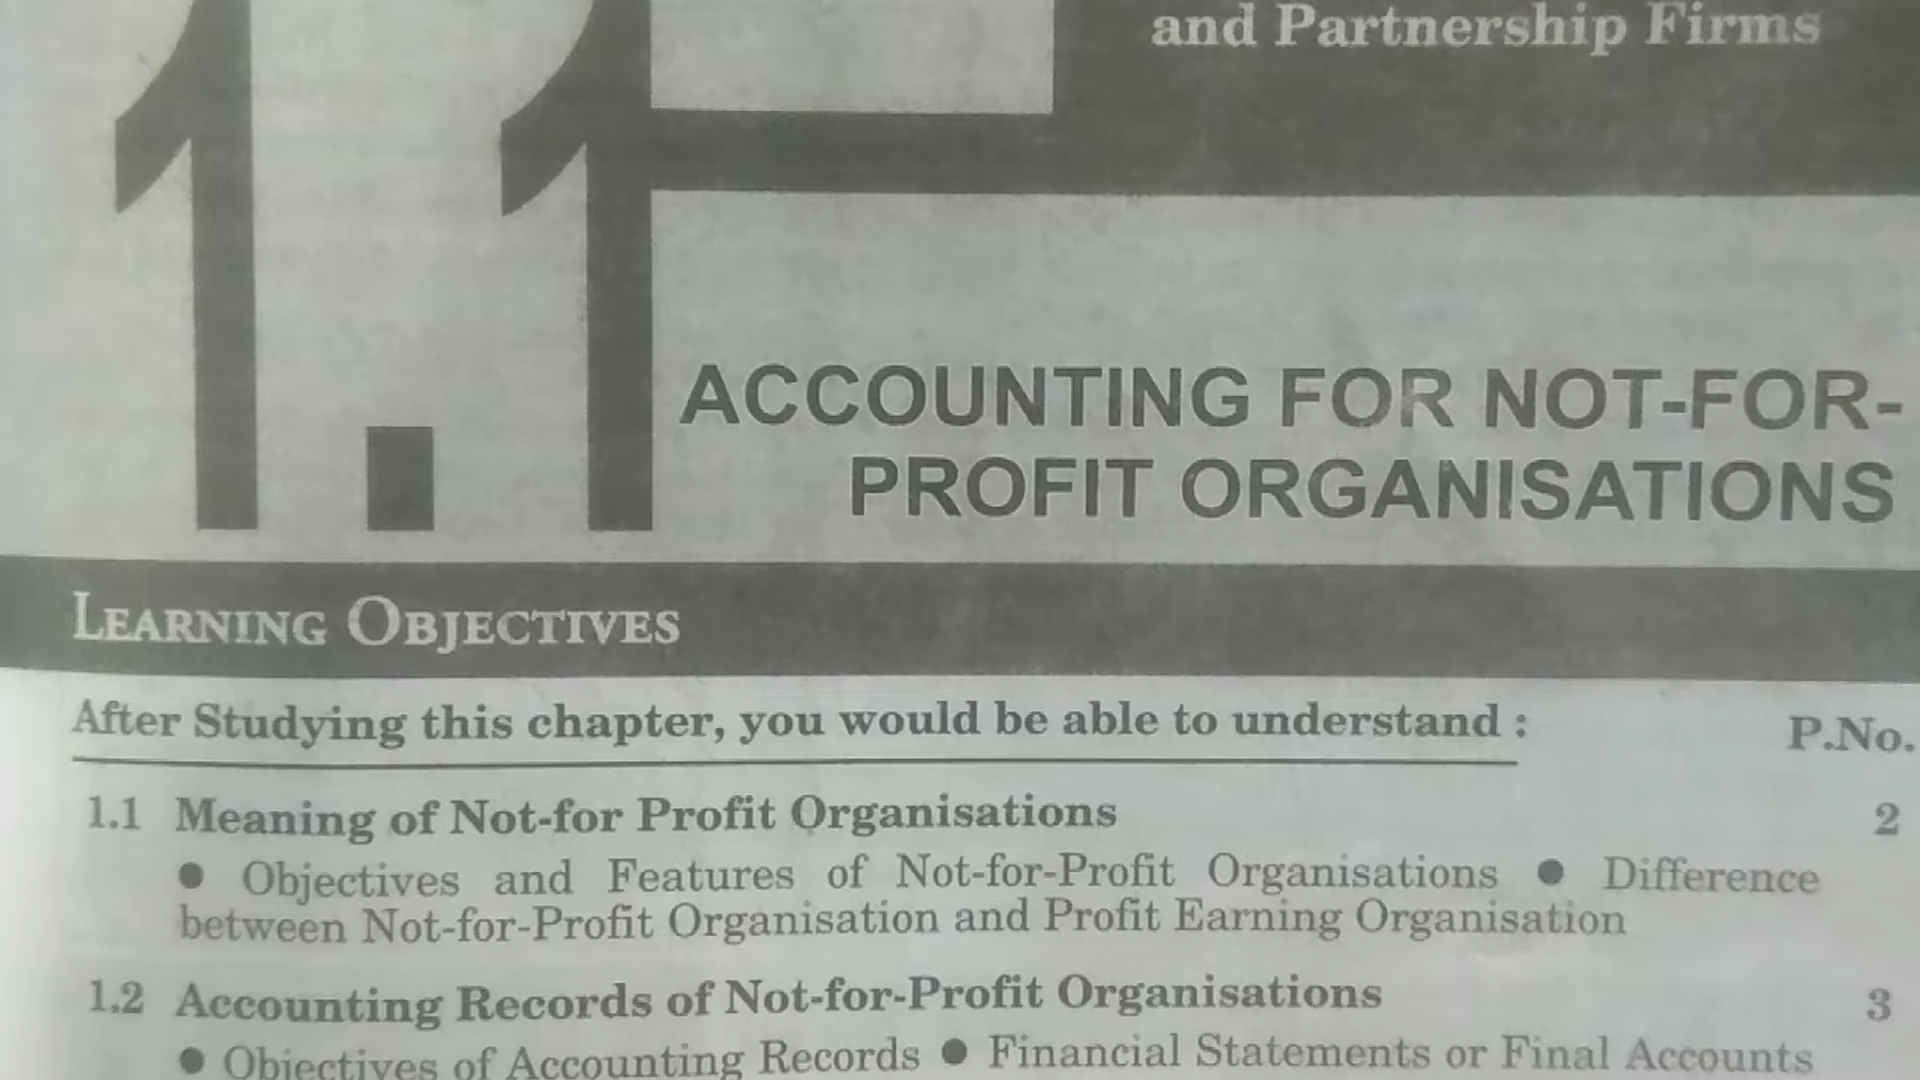 and Partnership Firms
1.1
ACCOUNTING FOR NOT-FOR-
PROFIT ORGANISATIONS
LEARNING OBJECTIVES
After Studying this chapter, you would be able to understand :
P.No.
1.1 Meaning of Not-for Profit Organisations 2
● Objectives and Features of Not-for-Profit Organisations ● Difference
between Not-for-Profit Organisation and Profit Earning Organisation
1.2 Accounting Records of Not-for-Profit Organisations 3
● Objectives of Accounting Records ● Financial Statements or Final Accounts